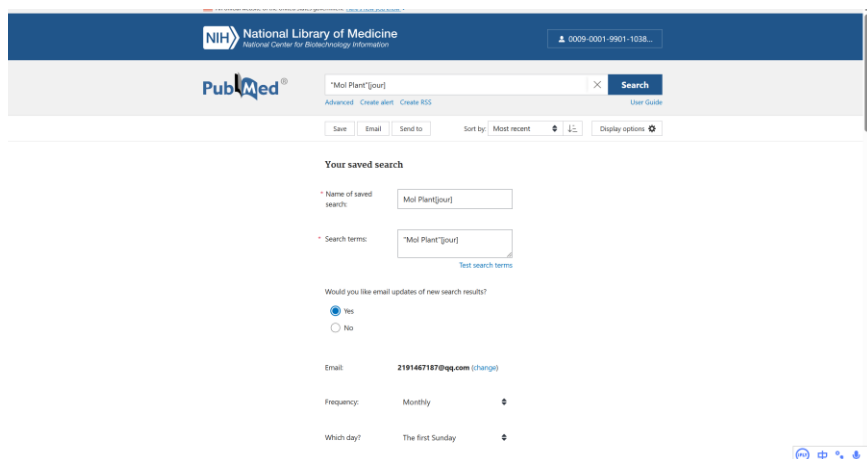 NIH National Library of Medicine
National Center for Biotechnology Information
0009-0001-9901-1038...
PubMed®
"Mol Plant"[jour]
Search
Advanced Create alert Create RSS
User Guide
Save Email Send to Sort by: Most recent Display options
Your saved search
* Name of saved search:
Mol Plant[jour]
* Search terms:
"Mol Plant"[jour]
Test search terms
Would you like email updates of new search results?
Yes
No
Email: 2191467187@qq.com (change)
Frequency: Monthly
Which day? The first Sunday
中